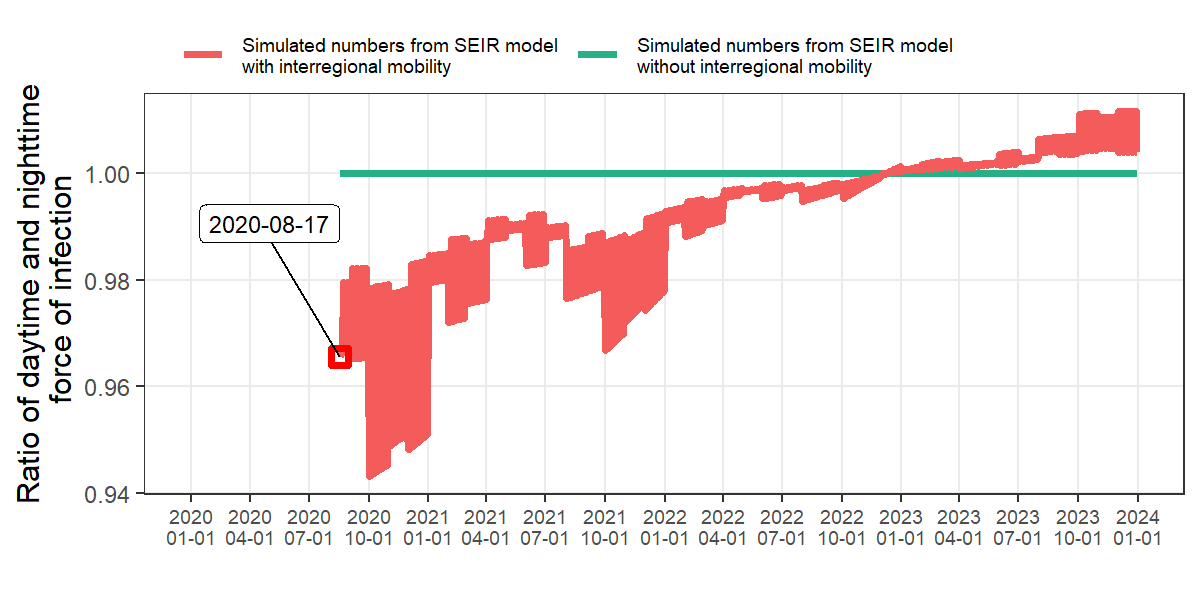 Simulated numbers from SEIR model
with interregional mobility
Simulated numbers from SEIR model
without interregional mobility
Ratio of daytime and nighttime
force of infection
1.00
0.98
0.96
0.94
2020-08-17
2020 2020 2020 2020 2021 2021 2021 2021 2022 2022 2022 2022 2023 2023 2023 2023 2024
01-01 04-01 07-01 10-01 01-01 04-01 07-01 10-01 01-01 04-01 07-01 10-01 01-01 04-01 07-01 10-01 01-01